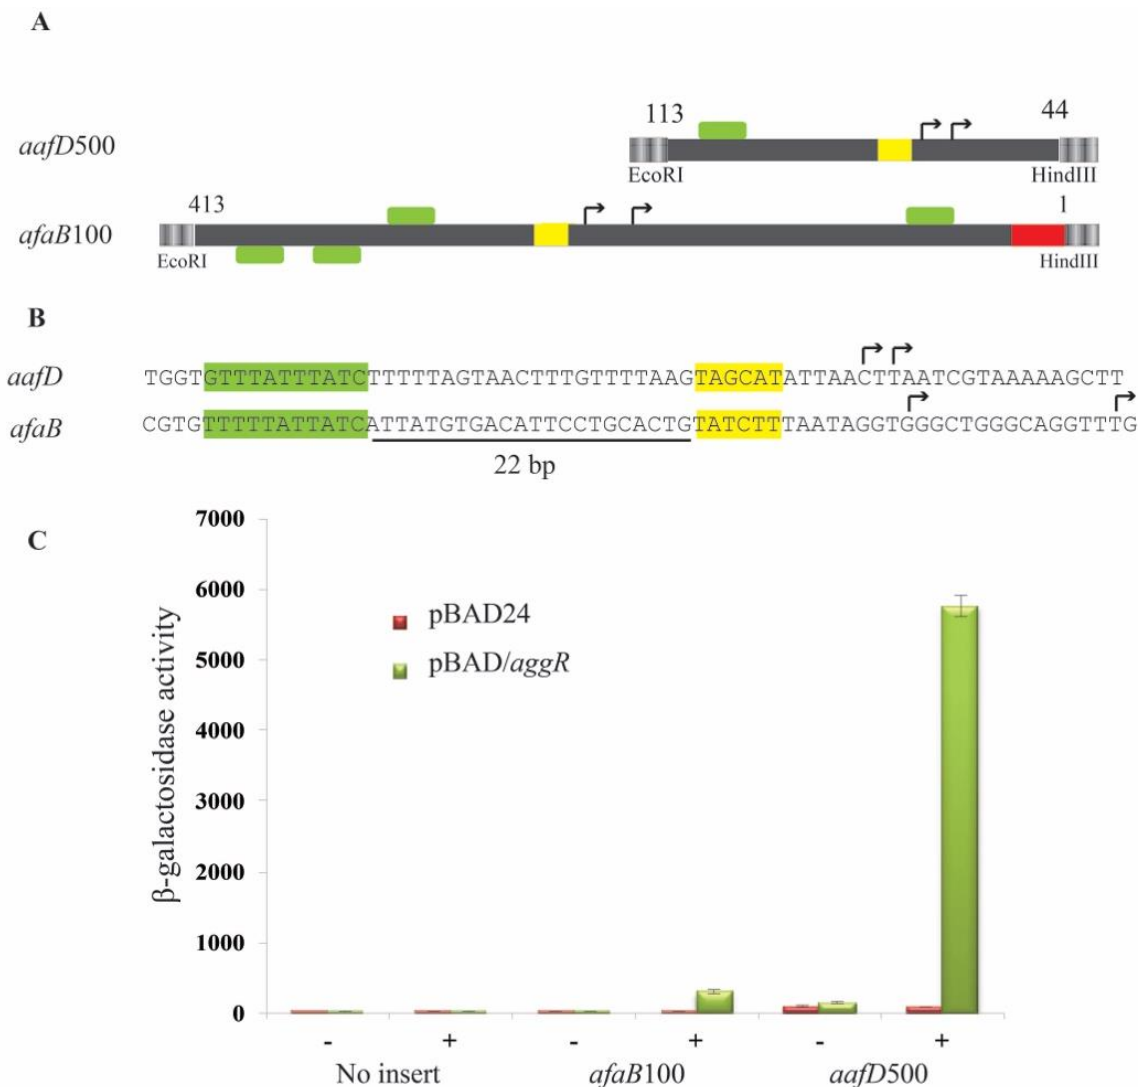 A
113
44
aafD500
EcoRI
HindIII
413
1
afaB100
EcoRI
HindIII
B
aafD TGGTGTTTATTTATCTTTTTAGTAACTTTGTTTTAAGTAGCATATTAACTTAATCGTAAAAAGCTT
afaB CGTGTTTTTATTATCATTATGTGACATTCCTGCACTGTATCTTTAATAGGTGGGCTGGGCAGGTTTG
22 bp
C
7000
6000
5000
4000
3000
2000
1000
0
β-galactosidase activity
pBAD24
pBAD/aggR
- + - + - +
No insert afaB100 aafD500